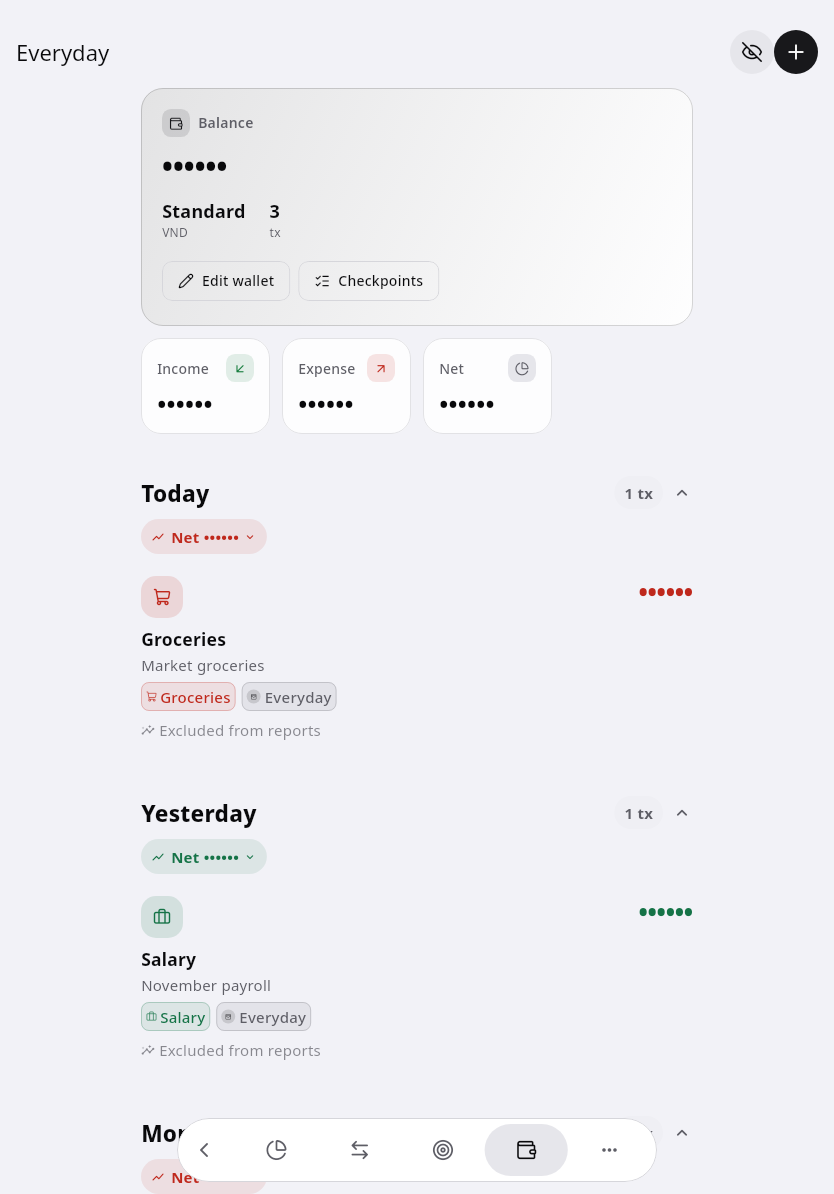 Everyday
Balance
••••••
Standard 3
VND tx
Edit wallet Checkpoints
Income Expense Net
•••••• •••••• ••••••
Today 1 tx
Net ••••••
••••••
Groceries
Market groceries
Groceries Everyday
Excluded from reports
Yesterday 1 tx
Net ••••••
••••••
Salary
November payroll
Salary Everyday
Excluded from reports
Net